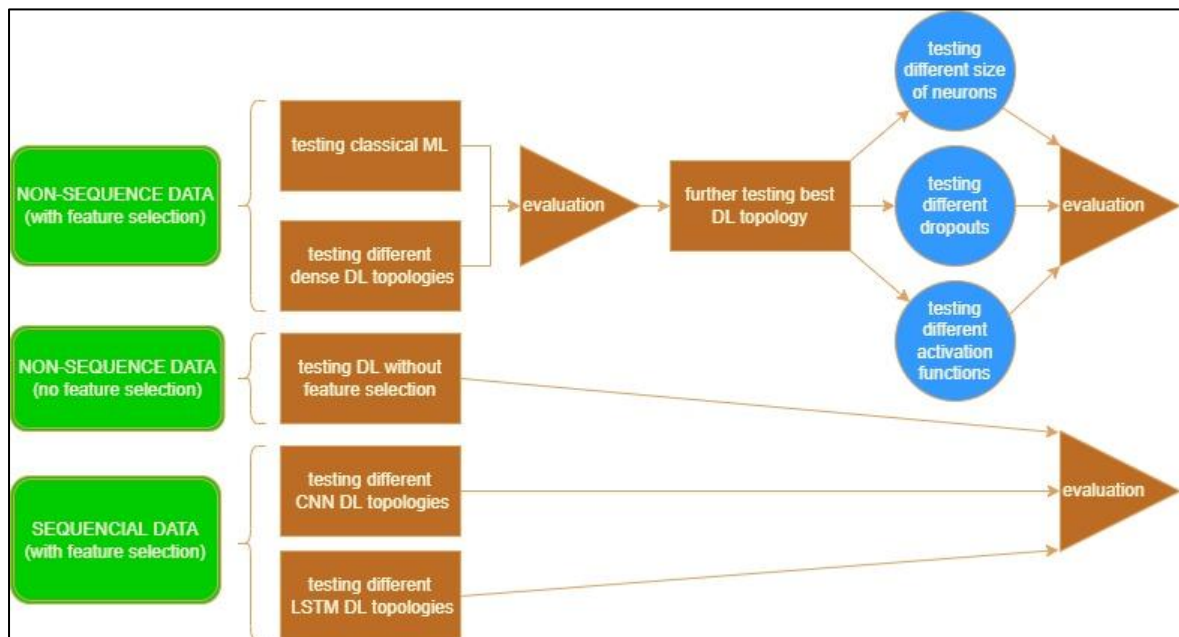 NON-SEQUENCE DATA
(with feature selection)
testing classical ML
testing different
dense DL topologies
evaluation
further testing best
DL topology
testing
different size
of neurons
testing
different
dropouts
testing
different
activation
functions
evaluation
NON-SEQUENCE DATA
(no feature selection)
testing DL without
feature selection
SEQUENCIAL DATA
(with feature selection)
testing different
CNN DL topologies
testing different
LSTM DL topologies
evaluation